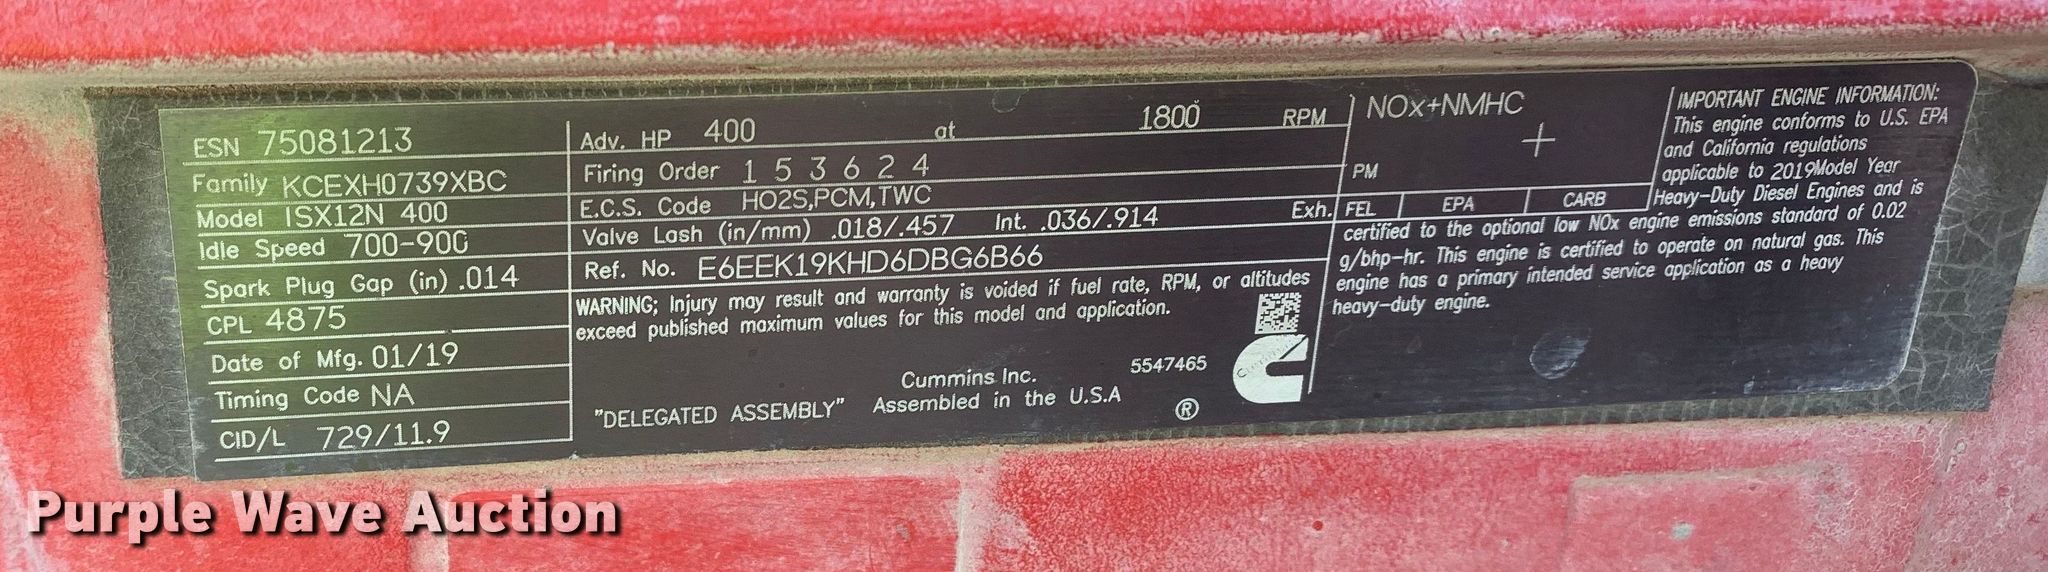 ESN 75081213
Family KCEXH0739XBC
Model ISX12N 400
Idle Speed 700-900
Spark Plug Gap (in) .014
CPL 4875
Date of Mfg. 01/19
Timing Code NA
CID/L 729/11.9
Adv. HP 400 at 1800 RPM
Firing Order 1 5 3 6 2 4
E.C.S. Code HO2S,PCM,TWC
Valve Lash (in/mm) .018/.457 Int. .036/.914 Exh.
Ref. No. E6EEK19KHD6DBG6B66
WARNING; Injury may result and warranty is voided if fuel rate, RPM, or altitudes
exceed published maximum values for this model and application.
5547465
Cummins Inc.
"DELEGATED ASSEMBLY" Assembled in the U.S.A ®
Cummins
NOx+NMHC
+
PM
FEL EPA CARB
IMPORTANT ENGINE INFORMATION:
This engine conforms to U.S. EPA
and California regulations
applicable to 2019Model Year
Heavy-Duty Diesel Engines and is
certified to the optional low NOx engine emissions standard of 0.02
g/bhp-hr. This engine is certified to operate on natural gas. This
engine has a primary intended service application as a heavy
heavy-duty engine.
Purple Wave Auction